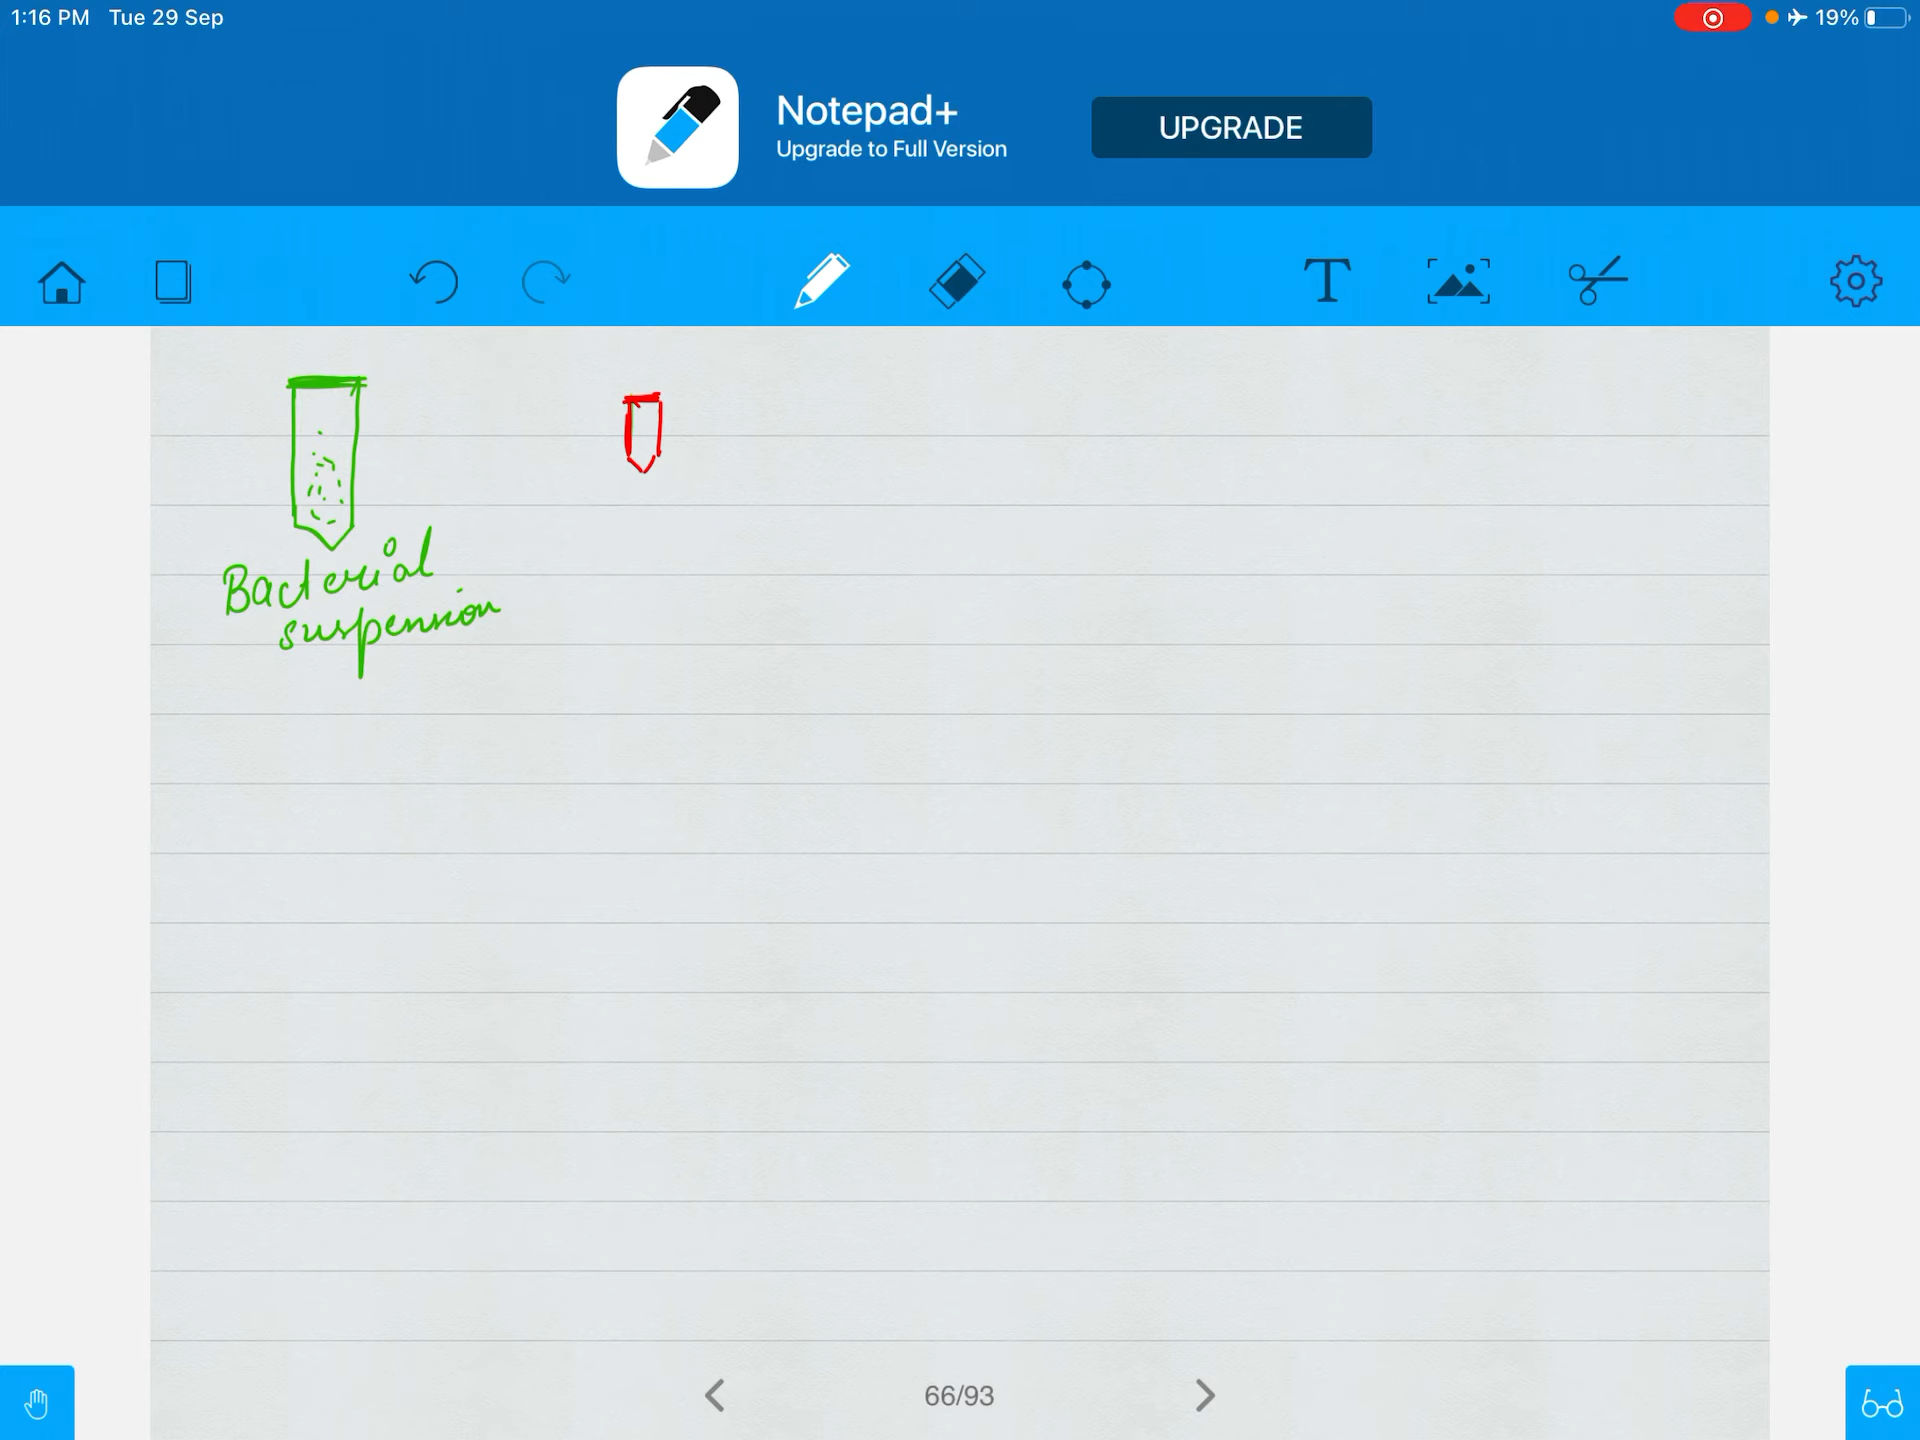 1:16 PM Tue 29 Sep
19%
Notepad+
Upgrade to Full Version
UPGRADE
Bacterial
suspension
66/93